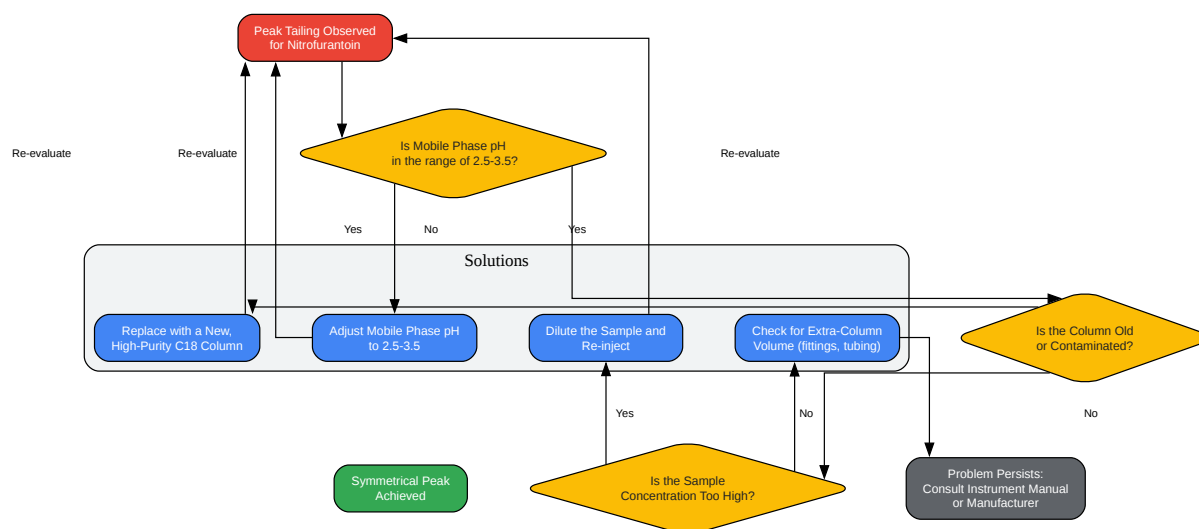 Peak Tailing Observed
for Nitrofurantoin
Is Mobile Phase pH
in the range of 2.5-3.5?
Re-evaluate
Re-evaluate
Re-evaluate
Yes
No
Yes
Solutions
Replace with a New,
High-Purity C18 Column
Adjust Mobile Phase pH
to 2.5-3.5
Dilute the Sample and
Re-inject
Check for Extra-Column
Volume (fittings, tubing)
Is the Column Old
or Contaminated?
Yes
No
No
Symmetrical Peak
Achieved
Is the Sample
Concentration Too High?
Problem Persists:
Consult Instrument Manual
or Manufacturer